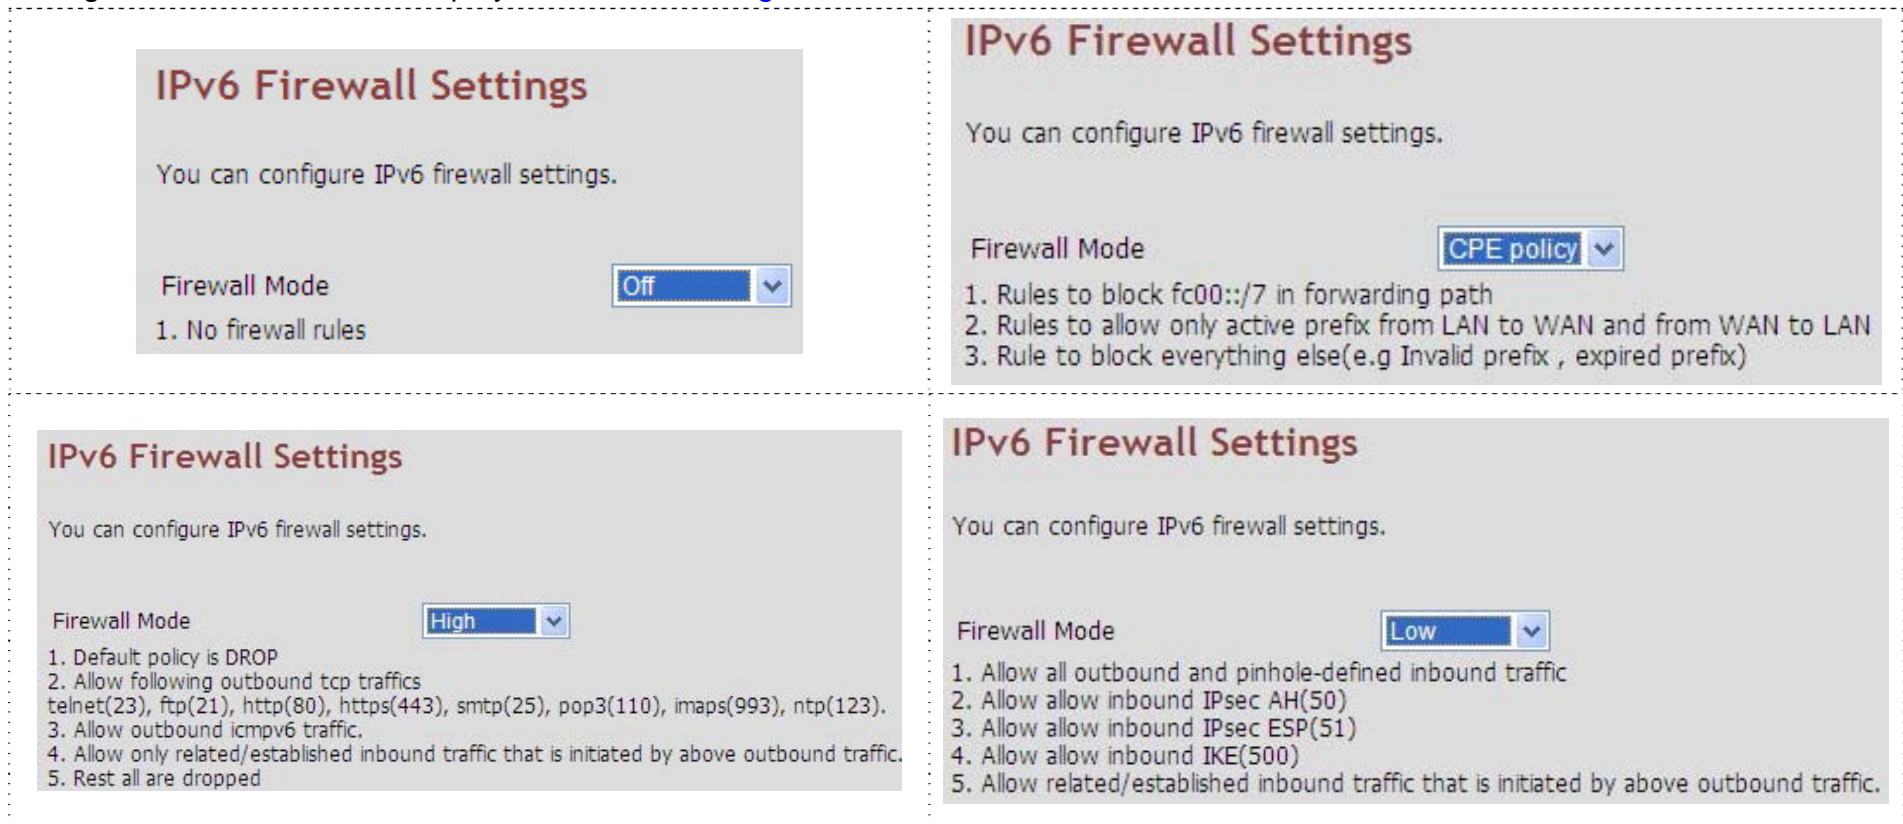 IPv6 Firewall Settings
You can configure IPv6 firewall settings.
Firewall Mode Off
1. No firewall rules
IPv6 Firewall Settings
You can configure IPv6 firewall settings.
Firewall Mode CPE policy
1. Rules to block fc00::/7 in forwarding path
2. Rules to allow only active prefix from LAN to WAN and from WAN to LAN
3. Rule to block everything else(e.g Invalid prefix , expired prefix)
IPv6 Firewall Settings
You can configure IPv6 firewall settings.
Firewall Mode High
1. Default policy is DROP
2. Allow following outbound tcp traffics
telnet(23), ftp(21), http(80), https(443), smtp(25), pop3(110), imaps(993), ntp(123).
3. Allow outbound icmpv6 traffic.
4. Allow only related/established inbound traffic that is initiated by above outbound traffic.
5. Rest all are dropped
IPv6 Firewall Settings
You can configure IPv6 firewall settings.
Firewall Mode Low
1. Allow all outbound and pinhole-defined inbound traffic
2. Allow allow inbound IPsec AH(50)
3. Allow allow inbound IPsec ESP(51)
4. Allow allow inbound IKE(500)
5. Allow related/established inbound traffic that is initiated by above outbound traffic.